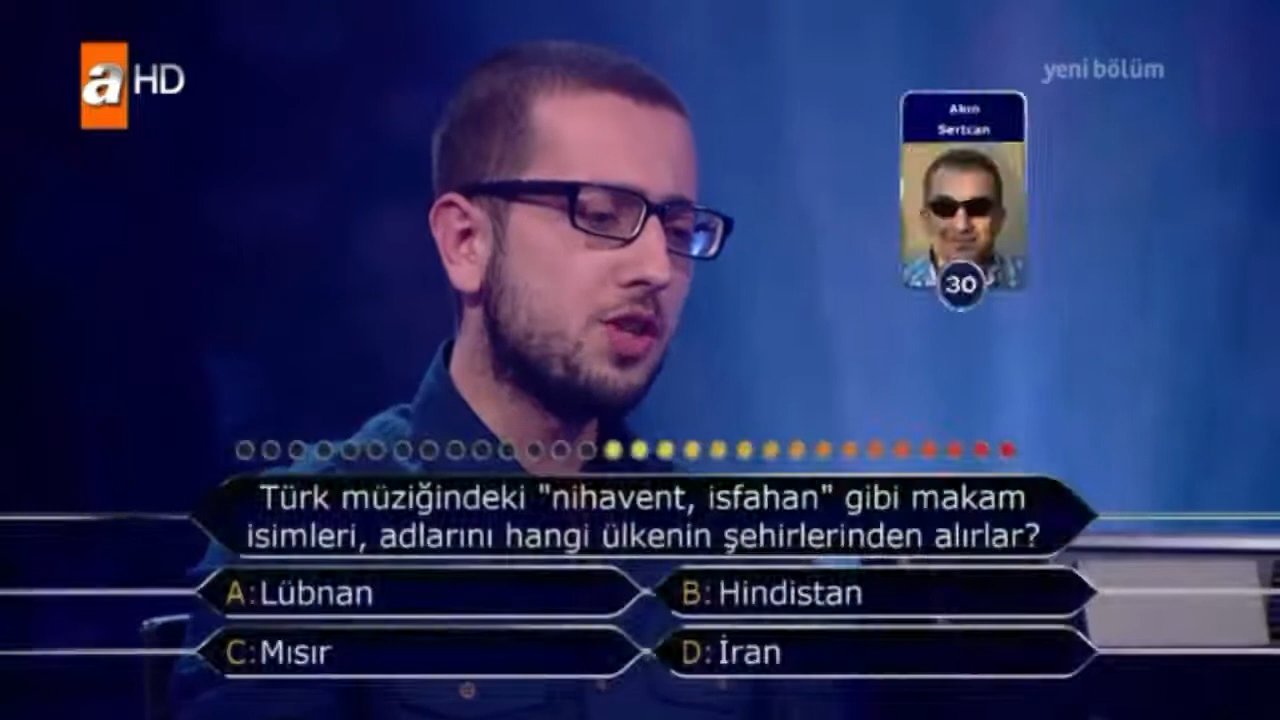 a HD
yeni bölüm
Akın
Sertcan
30
Türk müziğindeki "nihavent, isfahan" gibi makam
isimleri, adlarını hangi ülkenin şehirlerinden alırlar?
A: Lübnan
B: Hindistan
C: Mısır
D: İran